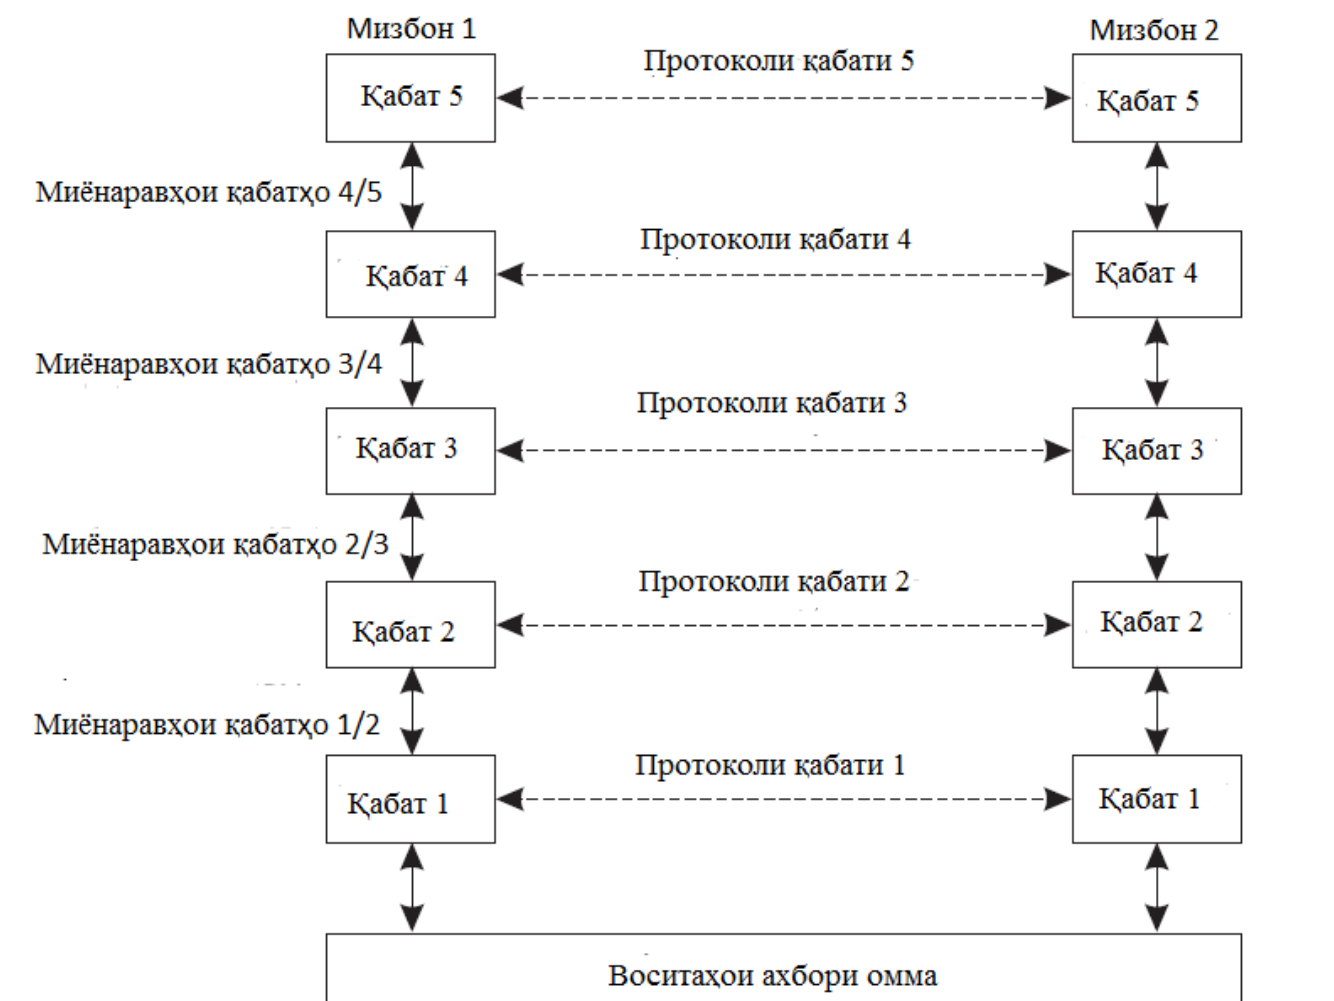 Мизбон 1
Мизбон 2
Протоколи қабати 5
Қабат 5
Қабат 5
Миёнаравҳои қабатҳо 4/5
Протоколи қабати 4
Қабат 4
Қабат 4
Миёнаравҳои қабатҳо 3/4
Протоколи қабати 3
Қабат 3
Қабат 3
Миёнаравҳои қабатҳо 2/3
Протоколи қабати 2
Қабат 2
Қабат 2
Миёнаравҳои қабатҳо 1/2
Протоколи қабати 1
Қабат 1
Қабат 1
Воситаҳои ахбори омма